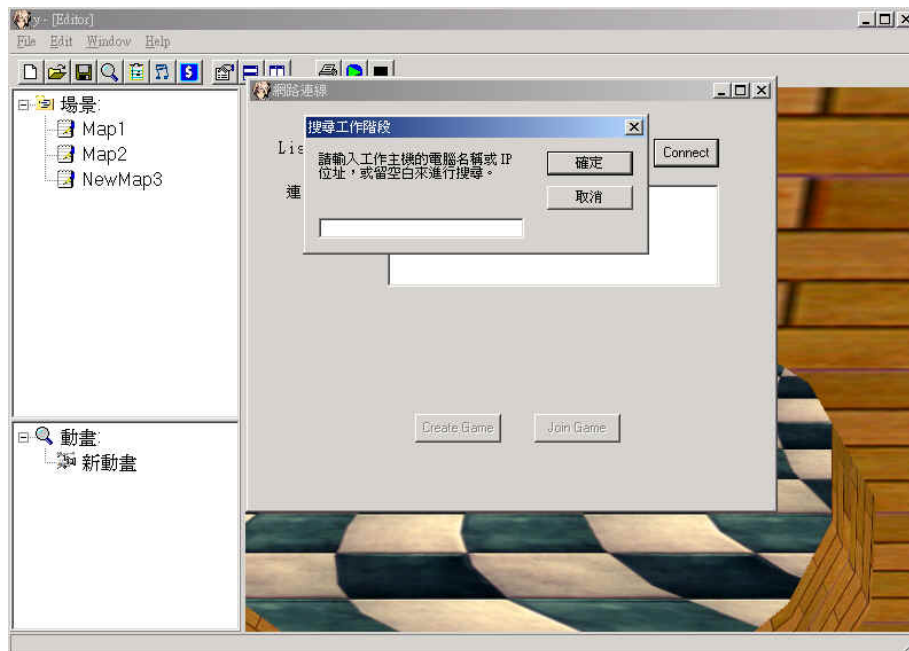 y - [Editor]
File Edit Window Help
場景:
Map1
Map2
NewMap3
動畫:
新動畫
網路連線
Lis
連
Connect
搜尋工作階段
請輸入工作主機的電腦名稱或 IP
位址，或留空白來進行搜尋。
確定
取消
Create Game
Join Game